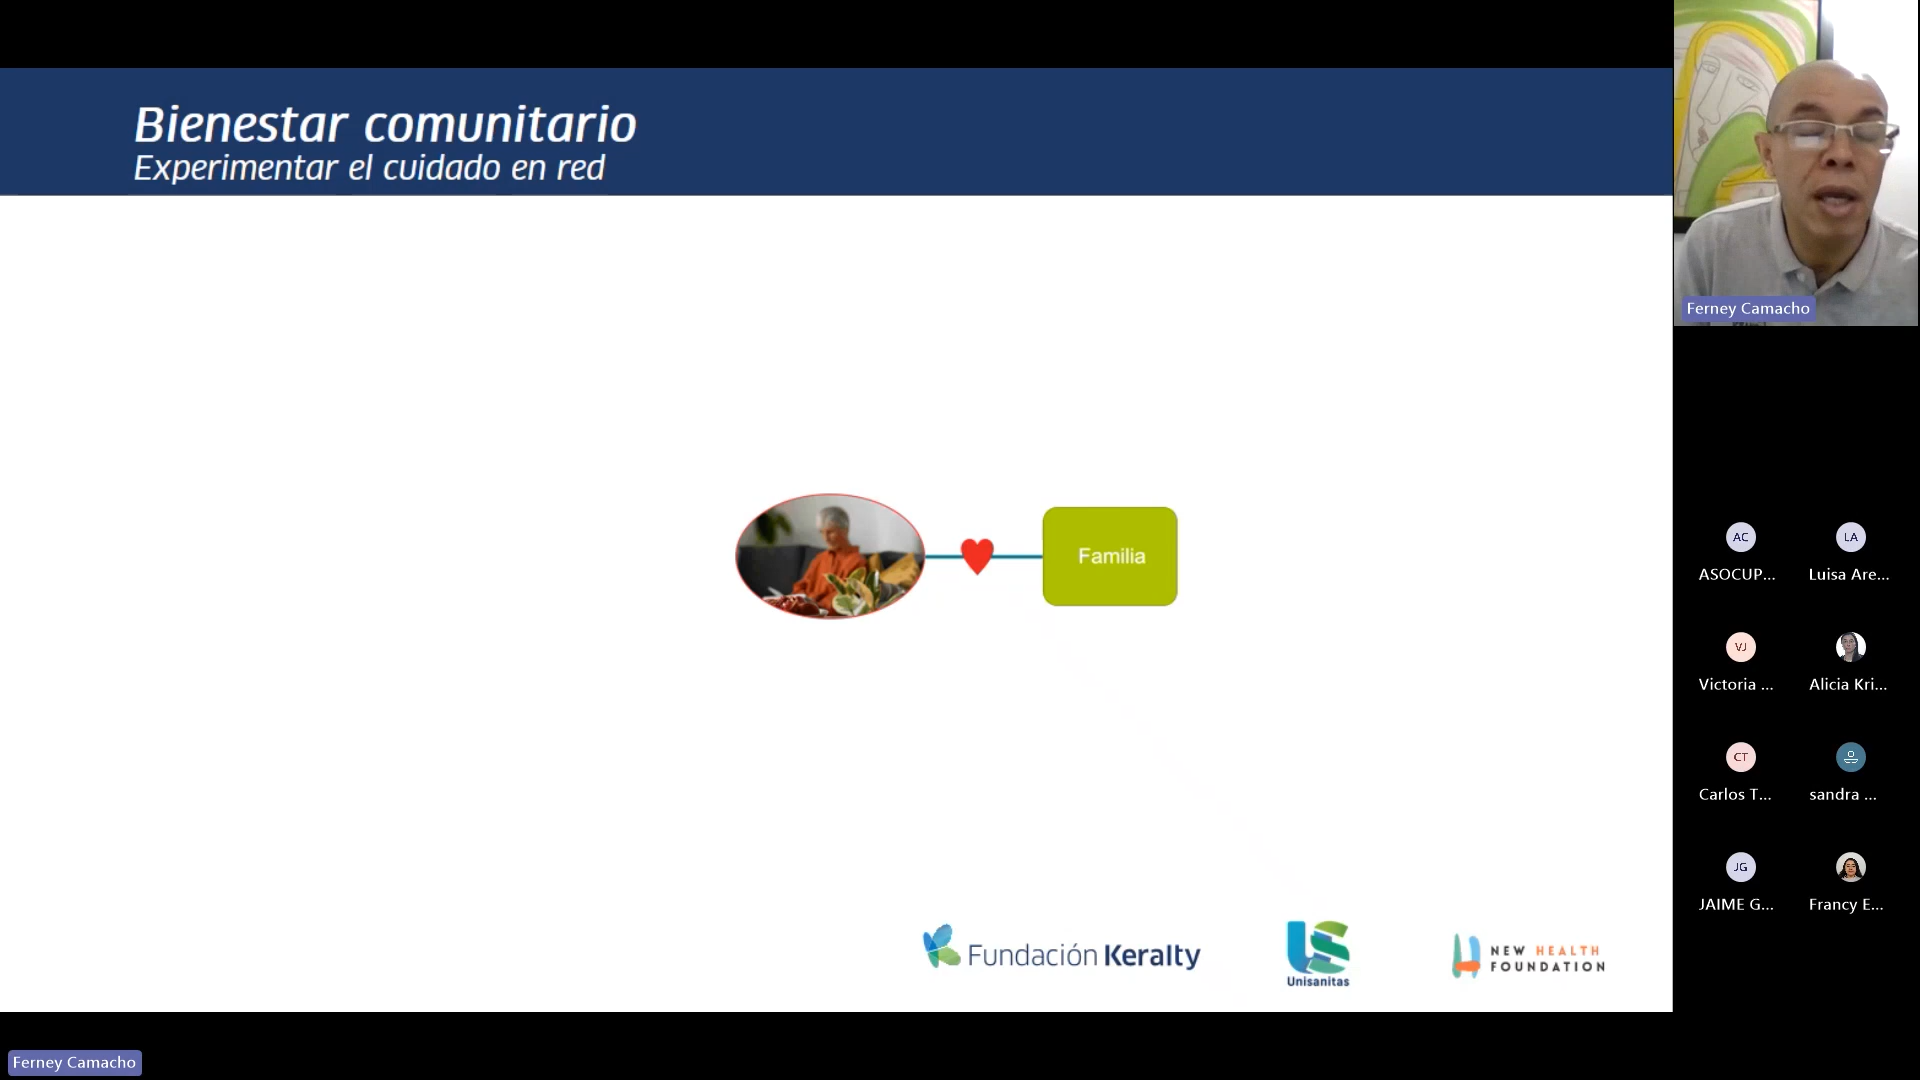 Bienestar comunitario
Experimentar el cuidado en red
Familia
Fundación Keralty
Unisanitas
NEW HEALTH
FOUNDATION
Ferney Camacho
AC
ASOCUP...
LA
Luisa Are...
VJ
Victoria ...
Alicia Kri...
CT
Carlos T...
sandra ...
JG
JAIME G...
Francy E...
Ferney Camacho